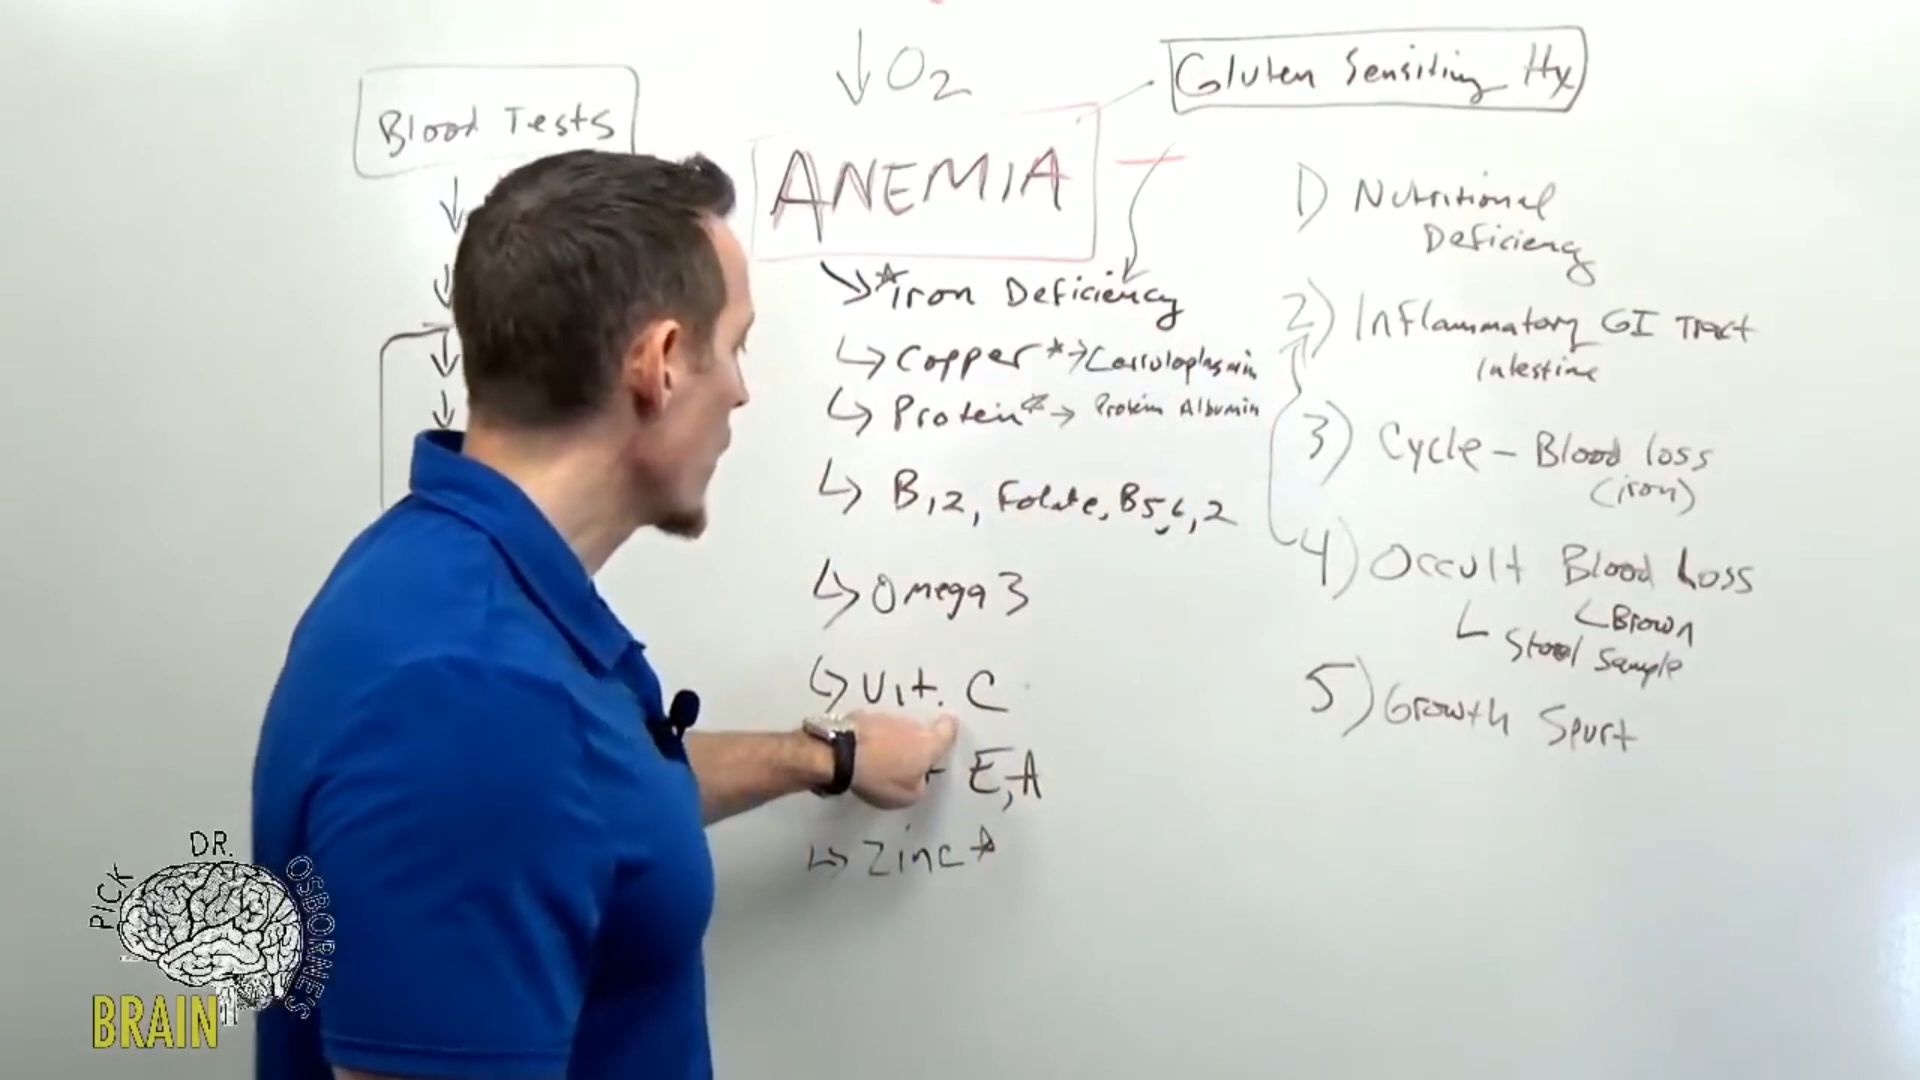 ↓ O2
Gluten Sensitivity Hx
Blood Tests
ANEMIA
*Iron Deficiency
Copper * → Cerruloplasmin
Protein * → Protein Albumin
B12, Folate, B5,6,2
Omega 3
Vit. C
E, A
Zinc *
1) Nutritional
Deficiency
2) Inflammatory GI Tract
Intestine
3) Cycle - Blood loss
(iron)
4) Occult Blood Loss
Brown
Stool Sample
5) Growth Spurt
PICK DR. OSBORNE'S
BRAIN